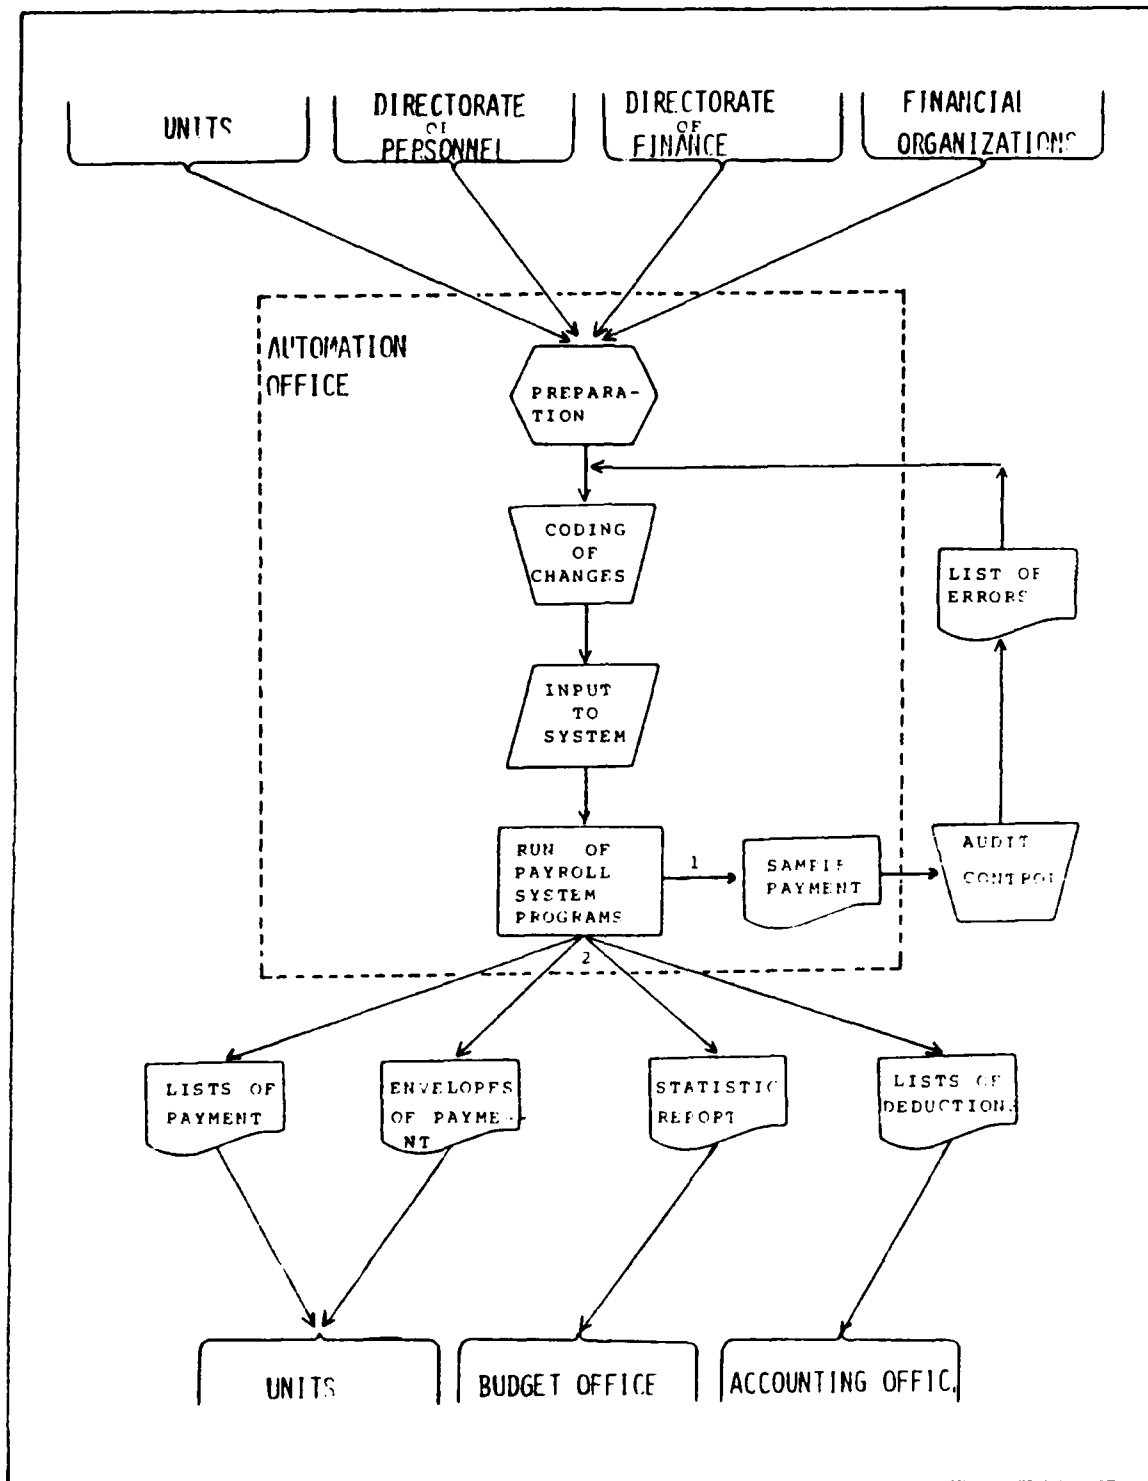 UNITS
DIRECTORATE
OF
PERSONNEL
DIRECTORATE
OF
FINANCE
FINANCIAL
ORGANIZATIONS
AUTOMATION
OFFICE
PREPARA-
TION
CODING
OF
CHANGES
LIST OF
ERRORS
INPUT
TO
SYSTEM
RUN OF
PAYROLL
SYSTEM
PROGRAMS
1
SAMPLE
PAYMENT
AUDIT
CONTROL
2
LISTS OF
PAYMENT
ENVELOPES
OF PAYME-
NT
STATISTIC
REPORT
LISTS OF
DEDUCTIONS
UNITS
BUDGET OFFICE
ACCOUNTING OFFIC